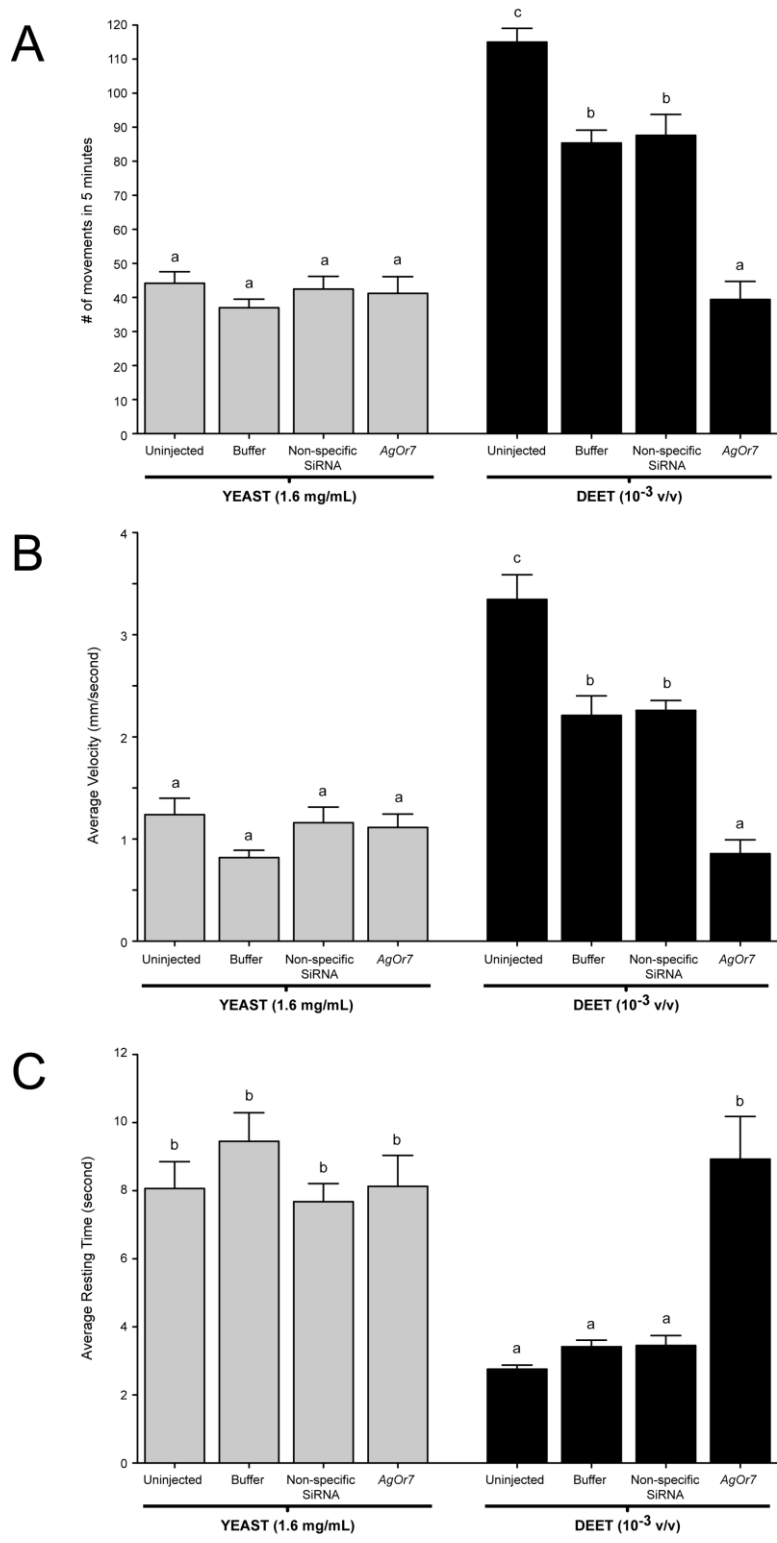 A
# of movements in 5 minutes
120
110
100
90
80
70
60
50
40
30
20
10
0
a
a
a
a
c
b
b
a
Uninjected Buffer Non-specific SiRNA AgOr7
Uninjected Buffer Non-specific SiRNA AgOr7
YEAST (1.6 mg/mL)
DEET (10-3 v/v)
B
Average Velocity (mm/second)
4
3
2
1
0
a
a
a
a
c
b
b
a
Uninjected Buffer Non-specific SiRNA AgOr7
Uninjected Buffer Non-specific SiRNA AgOr7
YEAST (1.6 mg/mL)
DEET (10-3 v/v)
C
Average Resting Time (second)
12
10
8
6
4
2
0
b
b
b
b
a
a
a
b
Uninjected Buffer Non-specific SiRNA AgOr7
Uninjected Buffer Non-specific SiRNA AgOr7
YEAST (1.6 mg/mL)
DEET (10-3 v/v)